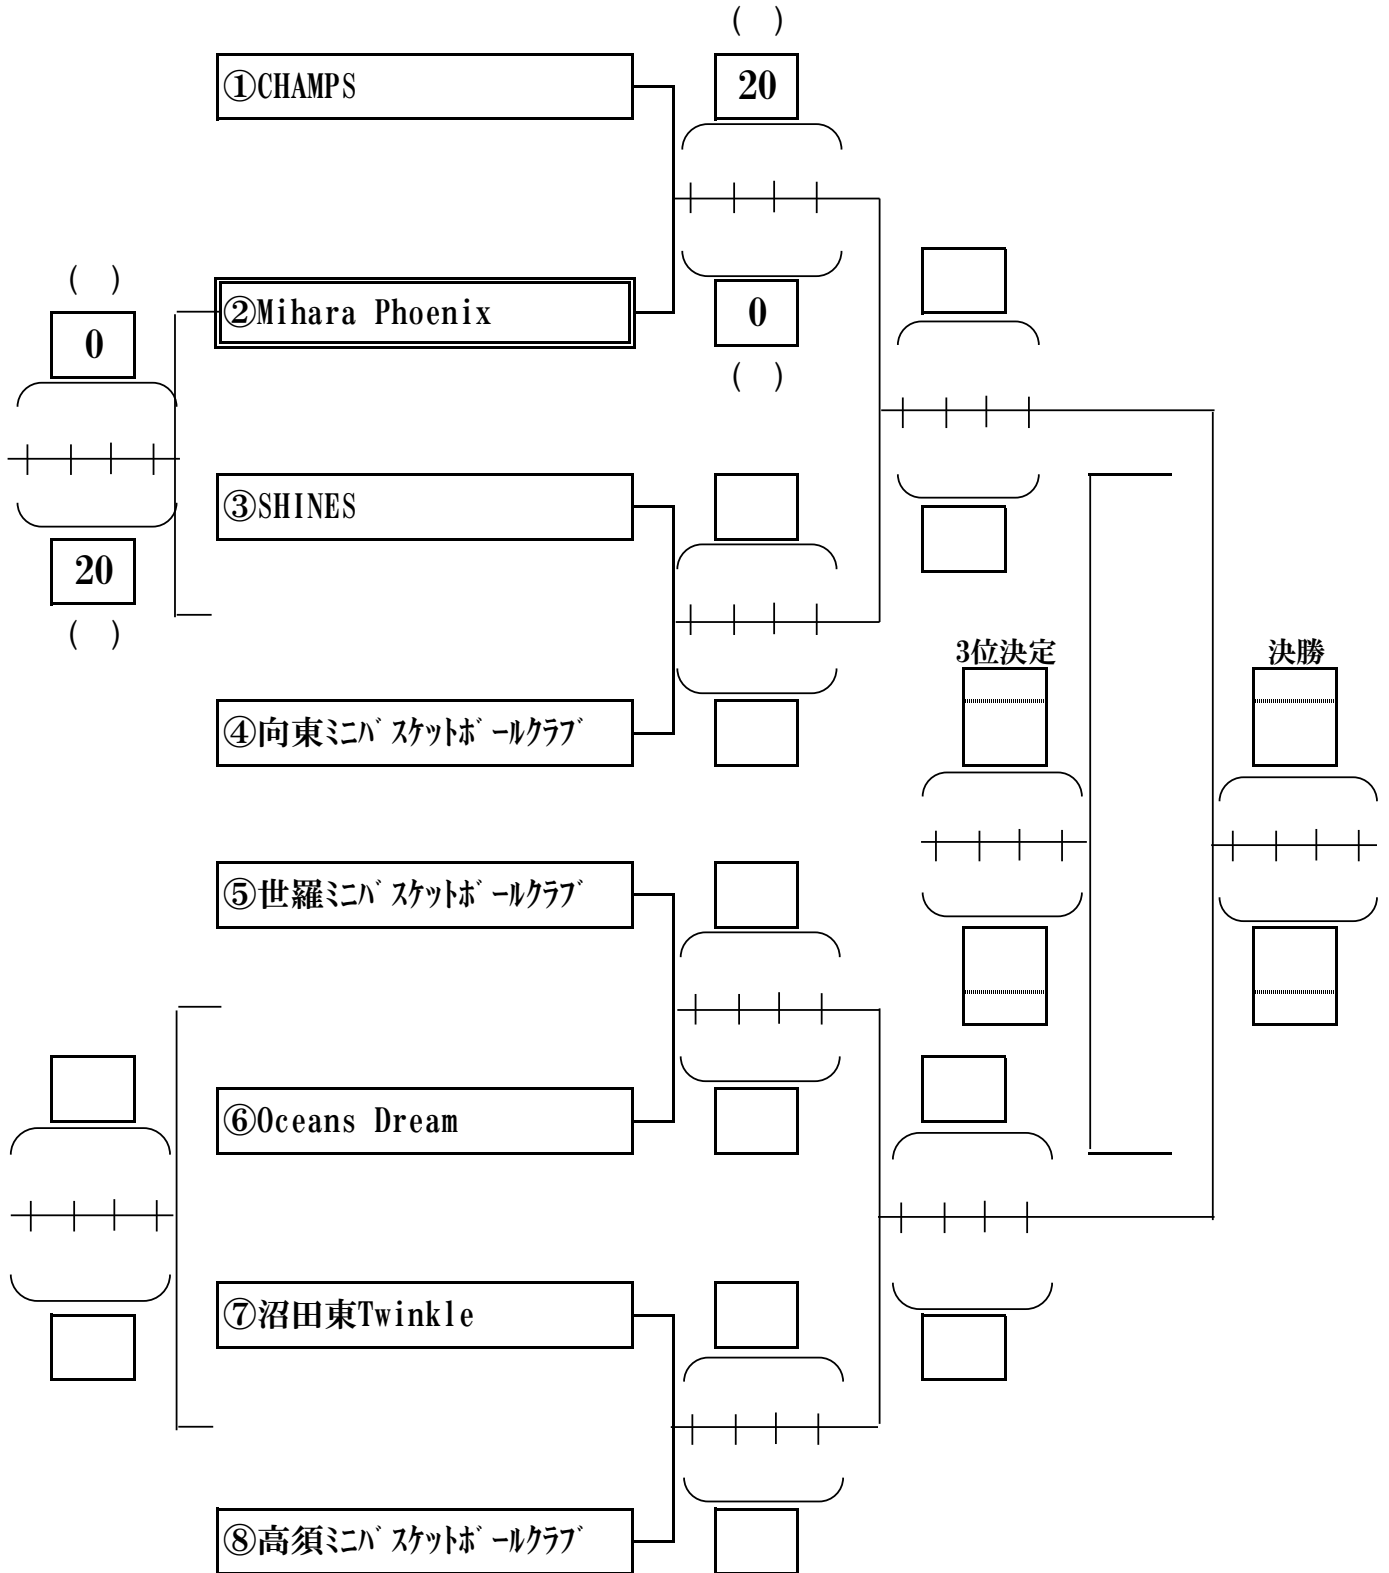 ( )
①CHAMPS
20
( )
②Mihara Phoenix
0
0
( )
③SHINES
20
( )
3位決定
決勝
④向東ﾐﾆﾊﾞｽｹｯﾄﾎﾞｰﾙｸﾗﾌﾞ
⑤世羅ﾐﾆﾊﾞｽｹｯﾄﾎﾞｰﾙｸﾗﾌﾞ
⑥Oceans Dream
⑦沼田東Twinkle
⑧高須ﾐﾆﾊﾞｽｹｯﾄﾎﾞｰﾙｸﾗﾌﾞ